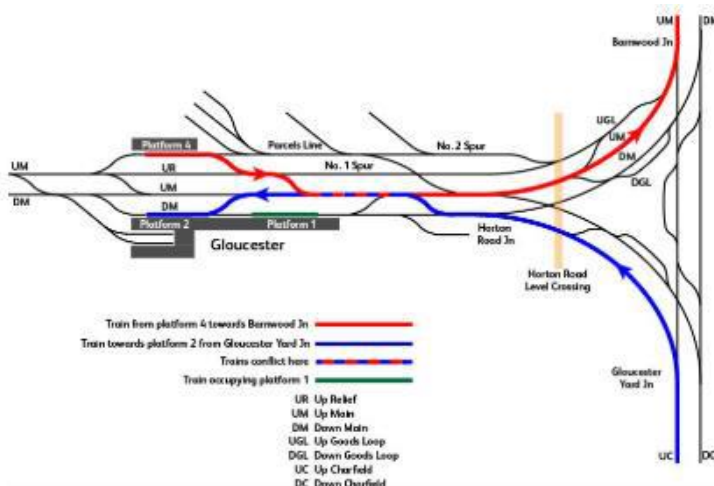 UM
DM
Barnwood Jn
Platform 4
Parcels Line
No. 2 Spur
UGL
UM
DM
UM
UR
No. 1 Spur
DGL
UM
DM
DM
Platform 2
Platform 1
Gloucester
Horton
Road Jn
Horton Road
Level Crossing
Train from platform 4 towards Barnwood Jn
Train towards platform 2 from Gloucester Yard Jn
Trains conflict here
Train occupying platform 1
Gloucester
Yard Jn
UR Up Relief
UM Up Main
DM Down Main
UGL Up Goods Loop
DGL Down Goods Loop
UC Up Charfield
DC Down Charfield
UC
DC